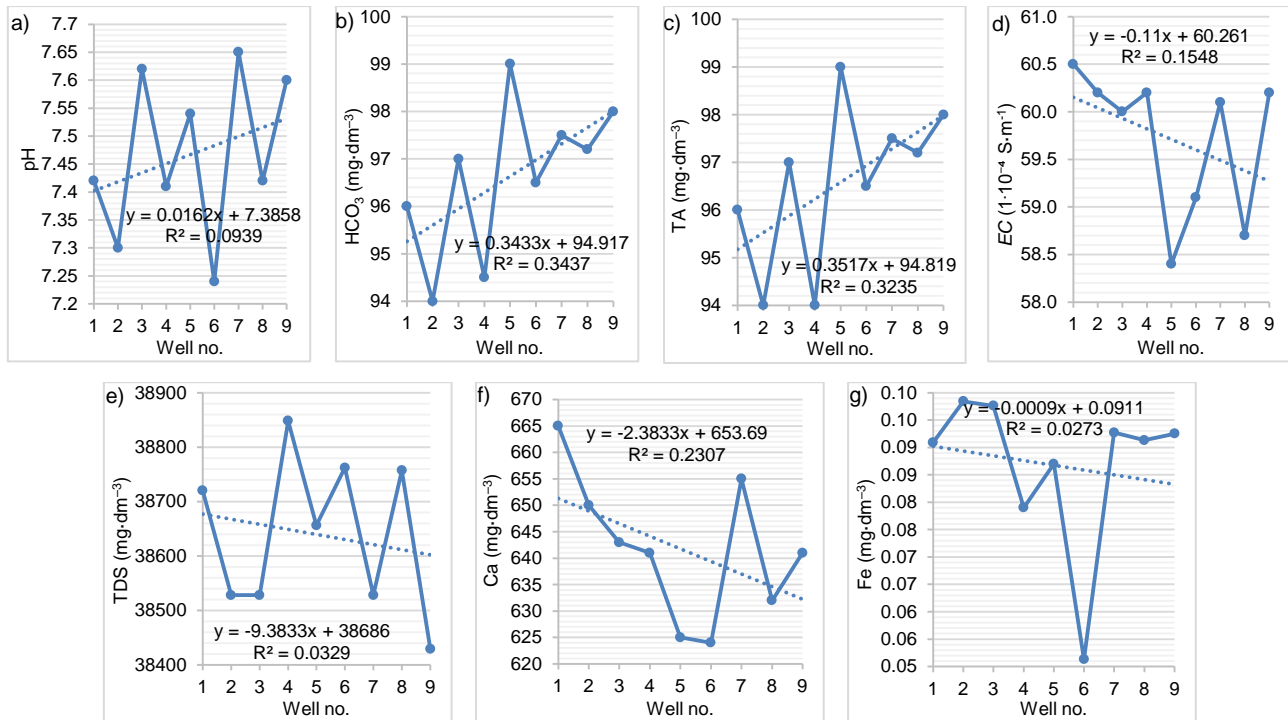 a)
pH
7.7
7.65
7.6
7.55
7.5
7.45
7.4
7.35
7.3
7.25
7.2
y = 0.0162x + 7.3858
R² = 0.0939
1 2 3 4 5 6 7 8 9
Well no.
b)
HCO₃ (mg·dm⁻³)
100
99
98
97
96
95
94
y = 0.3433x + 94.917
R² = 0.3437
1 2 3 4 5 6 7 8 9
Well no.
c)
TA (mg·dm⁻³)
100
99
98
97
96
95
94
y = 0.3517x + 94.819
R² = 0.3235
1 2 3 4 5 6 7 8 9
Well no.
d)
EC (1·10⁻⁴ S·m⁻¹)
61.0
60.5
60.0
59.5
59.0
58.5
58.0
y = -0.11x + 60.261
R² = 0.1548
1 2 3 4 5 6 7 8 9
Well no.
e)
TDS (mg·dm⁻³)
38900
38800
38700
38600
38500
38400
y = -9.3833x + 38686
R² = 0.0329
1 2 3 4 5 6 7 8 9
Well no.
f)
Ca (mg·dm⁻³)
670
665
660
655
650
645
640
635
630
625
620
y = -2.3833x + 653.69
R² = 0.2307
1 2 3 4 5 6 7 8 9
Well no.
g)
Fe (mg·dm⁻³)
0.10
0.10
0.09
0.09
0.08
0.08
0.07
0.07
0.06
0.06
0.05
y = -0.0009x + 0.0911
R² = 0.0273
1 2 3 4 5 6 7 8 9
Well no.